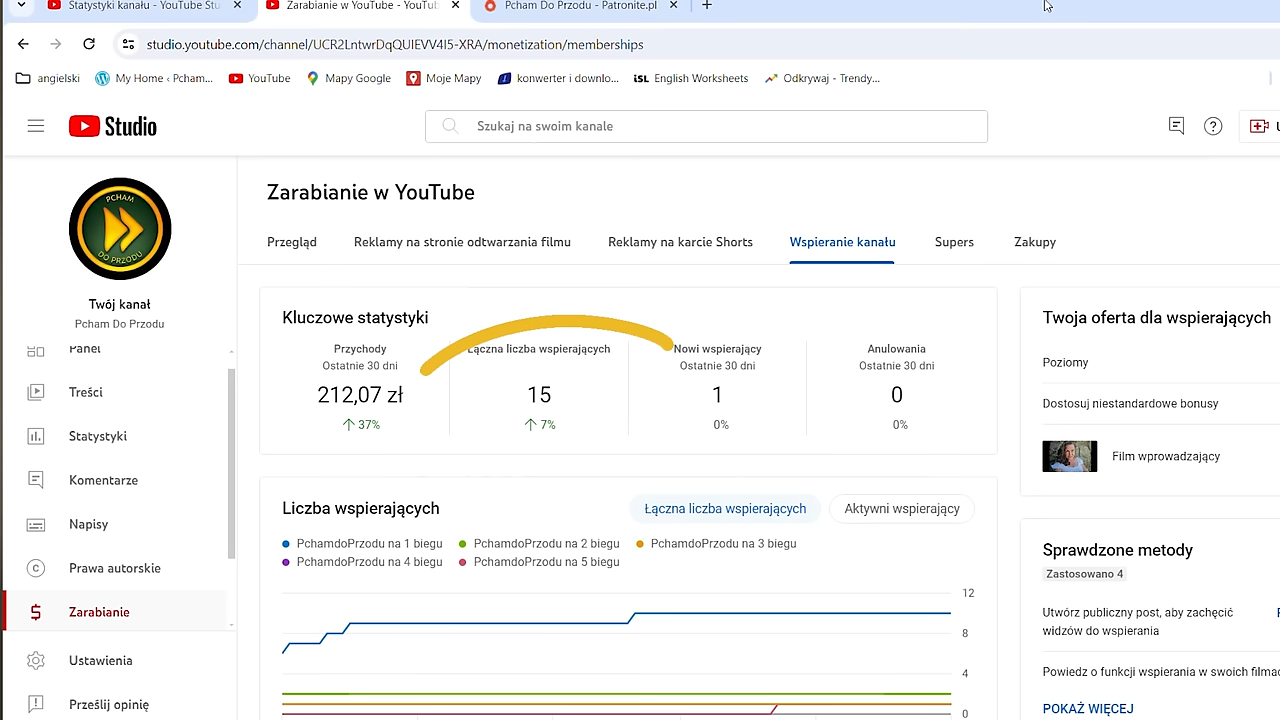 Statystyki kanału - YouTube Stu
Zarabianie w YouTube - YouTub
Pcham Do Przodu - Patronite.pl
studio.youtube.com/channel/UCR2LntwrDqQUIEVV4I5-XRA/monetization/memberships
angielski
My Home ‹ Pcham...
YouTube
Mapy Google
Moje Mapy
konwerter i downlo...
iSL English Worksheets
Odkrywaj - Trendy...
Studio
Szukaj na swoim kanale
PCHAM
DO PRZODU
Twój kanał
Pcham Do Przodu
Panel
Treści
Statystyki
Komentarze
Napisy
Prawa autorskie
Zarabianie
Ustawienia
Prześlij opinię
Zarabianie w YouTube
Przegląd
Reklamy na stronie odtwarzania filmu
Reklamy na karcie Shorts
Wspieranie kanału
Supers
Zakupy
Kluczowe statystyki
Przychody
Ostatnie 30 dni
212,07 zł
37%
Łączna liczba wspierających
15
7%
Nowi wspierający
Ostatnie 30 dni
1
0%
Anulowania
Ostatnie 30 dni
0
0%
Liczba wspierających
Łączna liczba wspierających
Aktywni wspierający
PchamdoPrzodu na 1 biegu
PchamdoPrzodu na 2 biegu
PchamdoPrzodu na 3 biegu
PchamdoPrzodu na 4 biegu
PchamdoPrzodu na 5 biegu
12
8
4
0
Twoja oferta dla wspierających
Poziomy
Dostosuj niestandardowe bonusy
Film wprowadzający
Sprawdzone metody
Zastosowano 4
Utwórz publiczny post, aby zachęcić
widzów do wspierania
Powiedz o funkcji wspierania w swoich filmac
POKAŻ WIĘCEJ